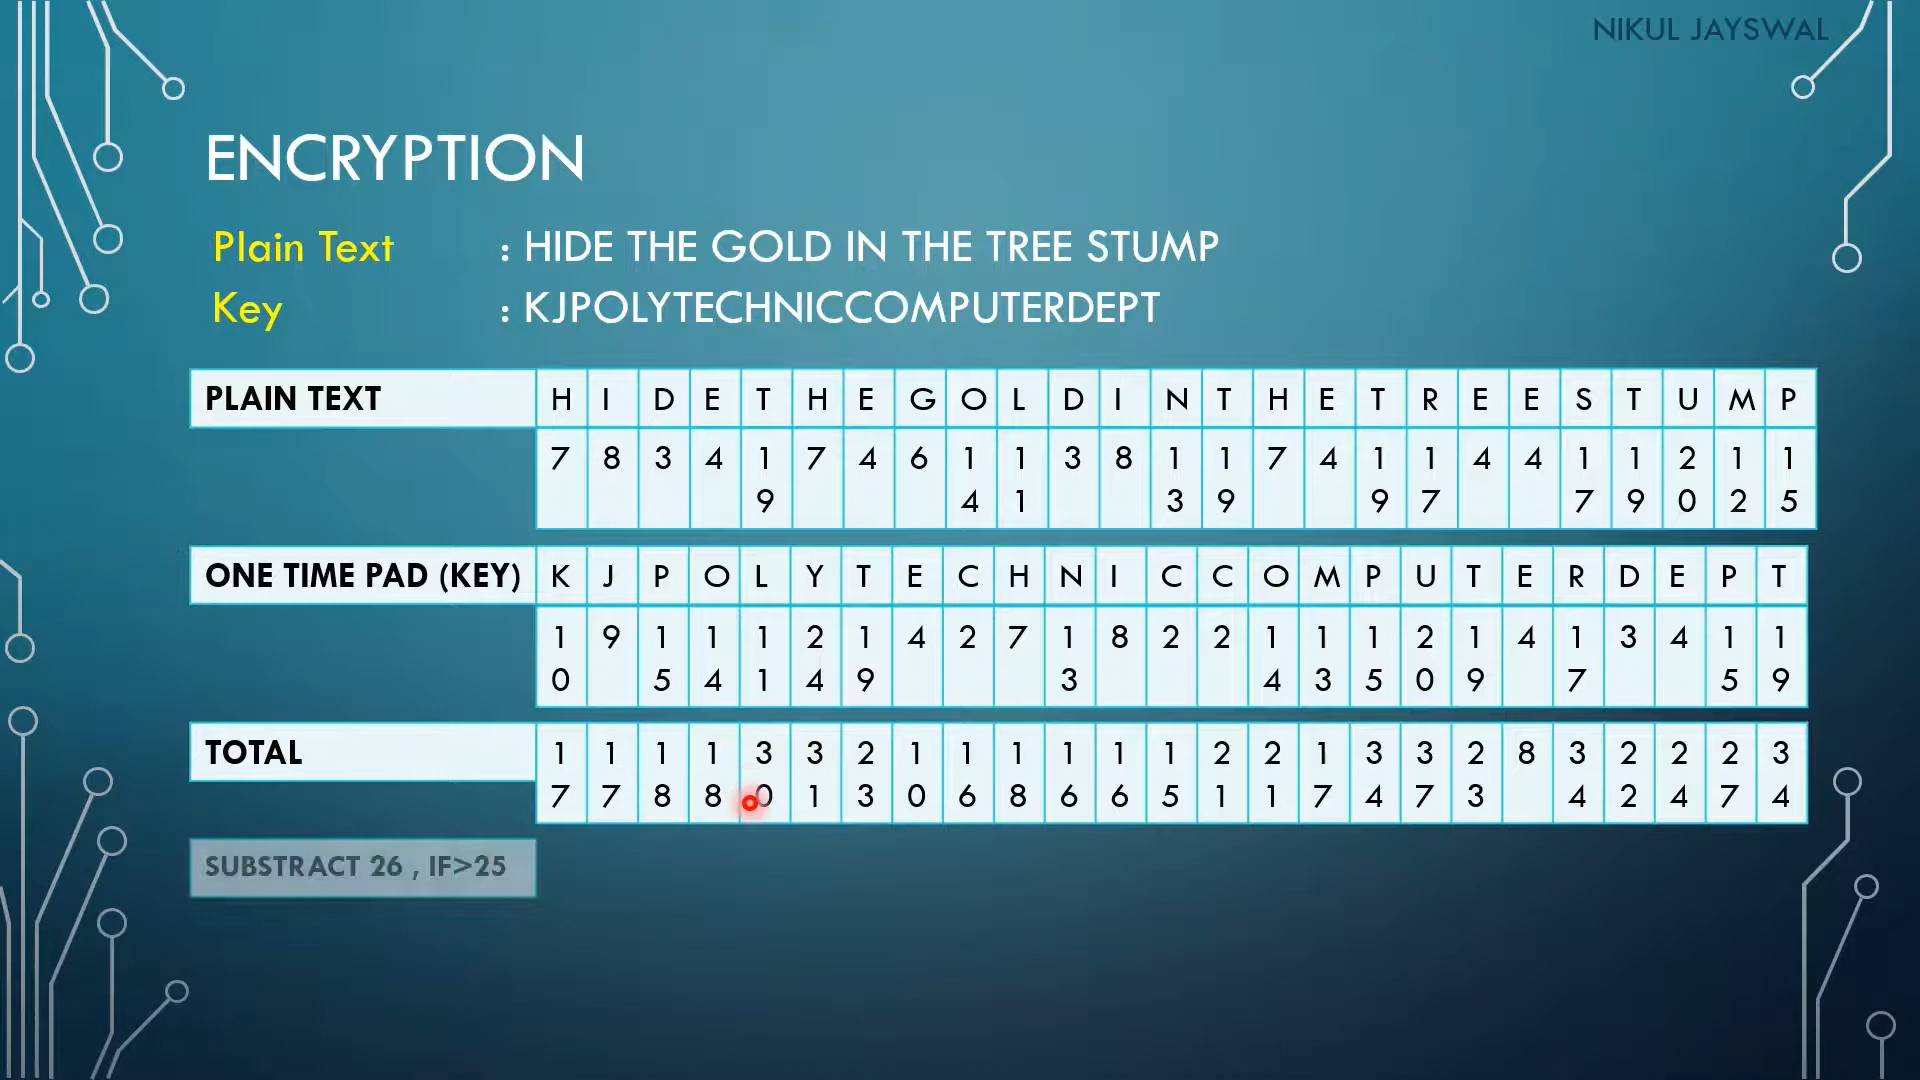 NIKUL JAYSWAL
ENCRYPTION
Plain Text : HIDE THE GOLD IN THE TREE STUMP
Key : KJPOLYTECHNICCOMPUTERDEPT
PLAIN TEXT H I D E T H E G O L D I N T H E T R E E S T U M P
7 8 3 4 19 7 4 6 14 11 3 8 13 19 7 4 19 17 4 4 17 19 20 12 15
ONE TIME PAD (KEY) K J P O L Y T E C H N I C C O M P U T E R D E P T
10 9 15 14 11 24 19 4 2 7 13 8 2 2 14 13 15 20 19 4 17 3 4 15 19
TOTAL 17 17 18 18 30 31 23 10 16 18 16 16 15 21 21 17 34 37 23 8 34 22 24 27 34
SUBSTRACT 26 , IF>25